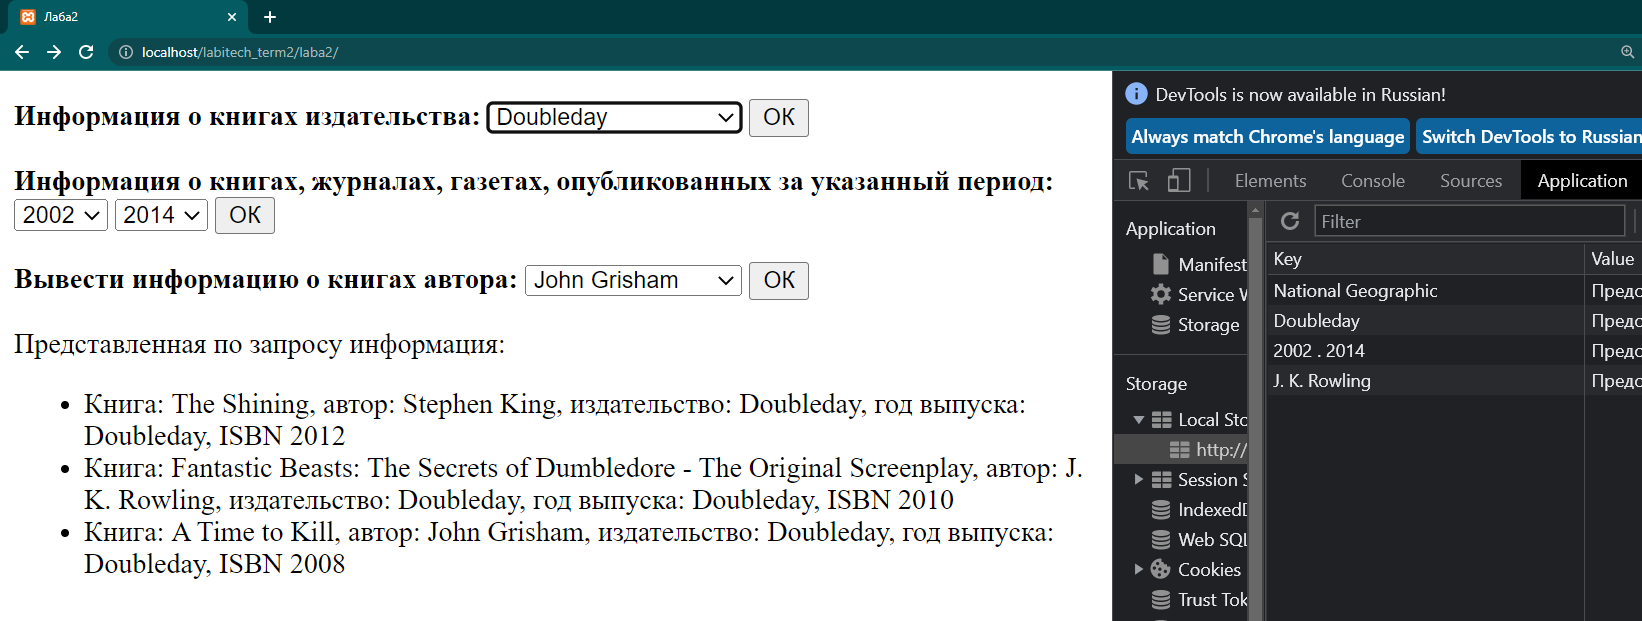 Лаба2
localhost/labitech_term2/laba2/
Информация о книгах издательства: Doubleday OK
Информация о книгах, журналах, газетах, опубликованных за указанный период:
2002 2014 OK
Вывести информацию о книгах автора: John Grisham OK
Представленная по запросу информация:
• Книга: The Shining, автор: Stephen King, издательство: Doubleday, год выпуска:
Doubleday, ISBN 2012
• Книга: Fantastic Beasts: The Secrets of Dumbledore - The Original Screenplay, автор: J.
K. Rowling, издательство: Doubleday, год выпуска: Doubleday, ISBN 2010
• Книга: A Time to Kill, автор: John Grisham, издательство: Doubleday, год выпуска:
Doubleday, ISBN 2008
DevTools is now available in Russian!
Always match Chrome's language Switch DevTools to Russian
Elements Console Sources Application
Application
Manifest
Service W
Storage
Storage
Local Sto
http://
Session S
IndexedD
Web SQL
Cookies
Trust Tok
Filter
Key Value
National Geographic Предс
Doubleday Предс
2002 . 2014 Предс
J. K. Rowling Предс